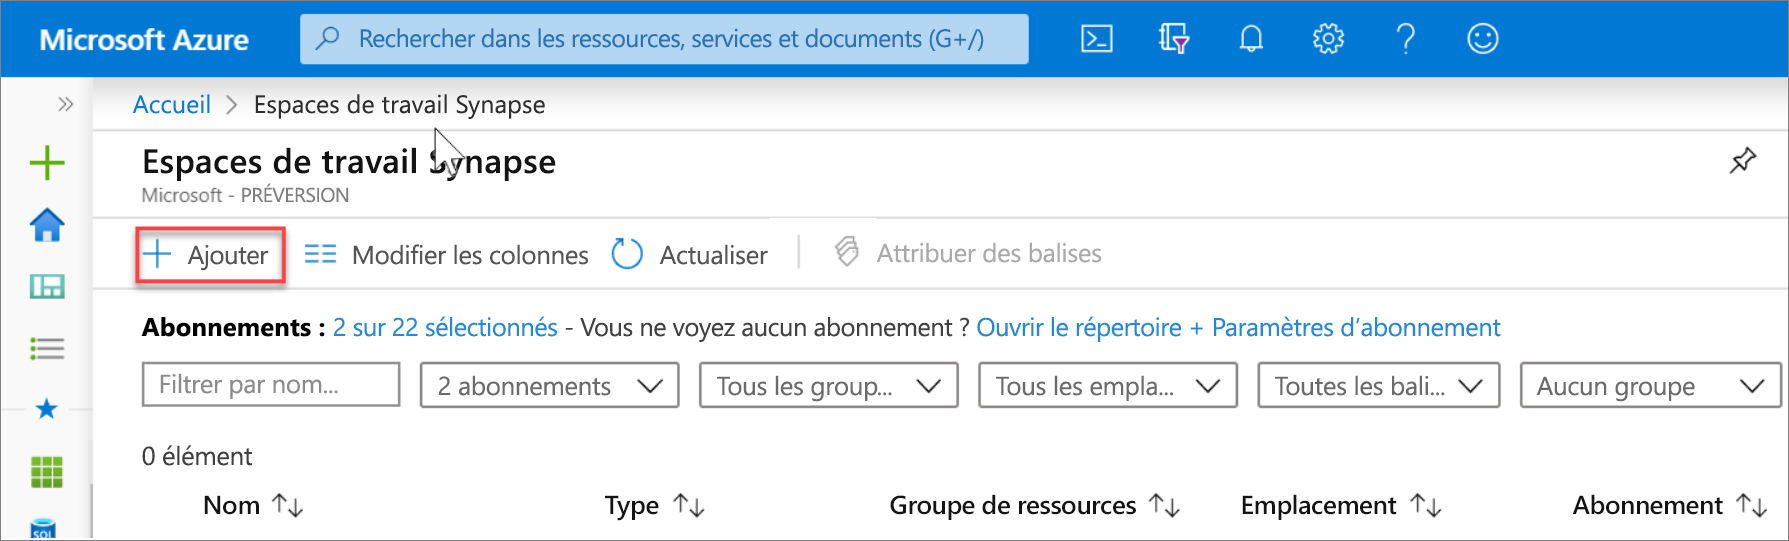 Microsoft Azure
Rechercher dans les ressources, services et documents (G+/)
Accueil > Espaces de travail Synapse
Espaces de travail Synapse
Microsoft - PRÉVERSION
Ajouter Modifier les colonnes Actualiser Attribuer des balises
Abonnements : 2 sur 22 sélectionnés - Vous ne voyez aucun abonnement ? Ouvrir le répertoire + Paramètres d’abonnement
Filtrer par nom... 2 abonnements Tous les group... Tous les empla... Toutes les bali... Aucun groupe
0 élément
Nom Type Groupe de ressources Emplacement Abonnement
SQL